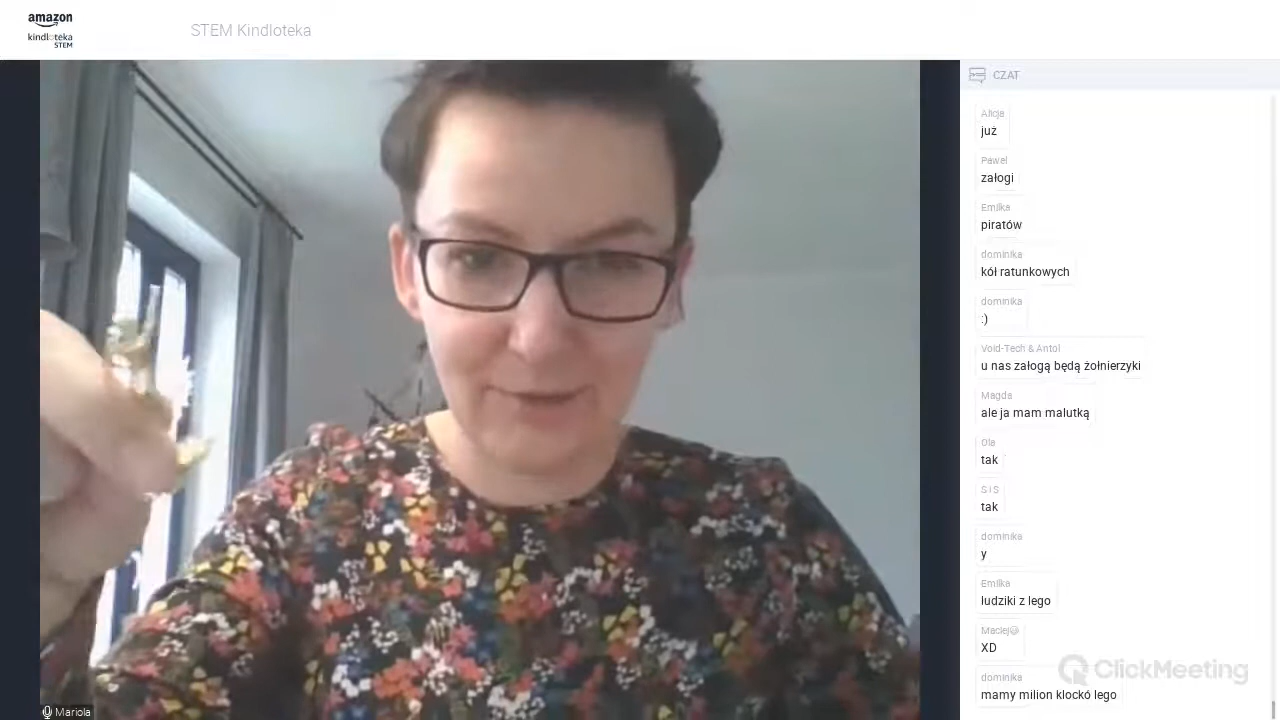 amazon
kindloteka
STEM
STEM Kindloteka
CZAT
Alicja
już
Paweł
załogi
Emilka
piratów
dominika
kół ratunkowych
dominika
:)
Void-Tech & Antol
u nas załogą będą żołnierzyki
Magda
ale ja mam malutką
Ola
tak
S i S
tak
dominika
y
Emilka
łudziki z lego
Maciej😃
XD
dominika
mamy milion klockó lego
ClickMeeting
Mariola